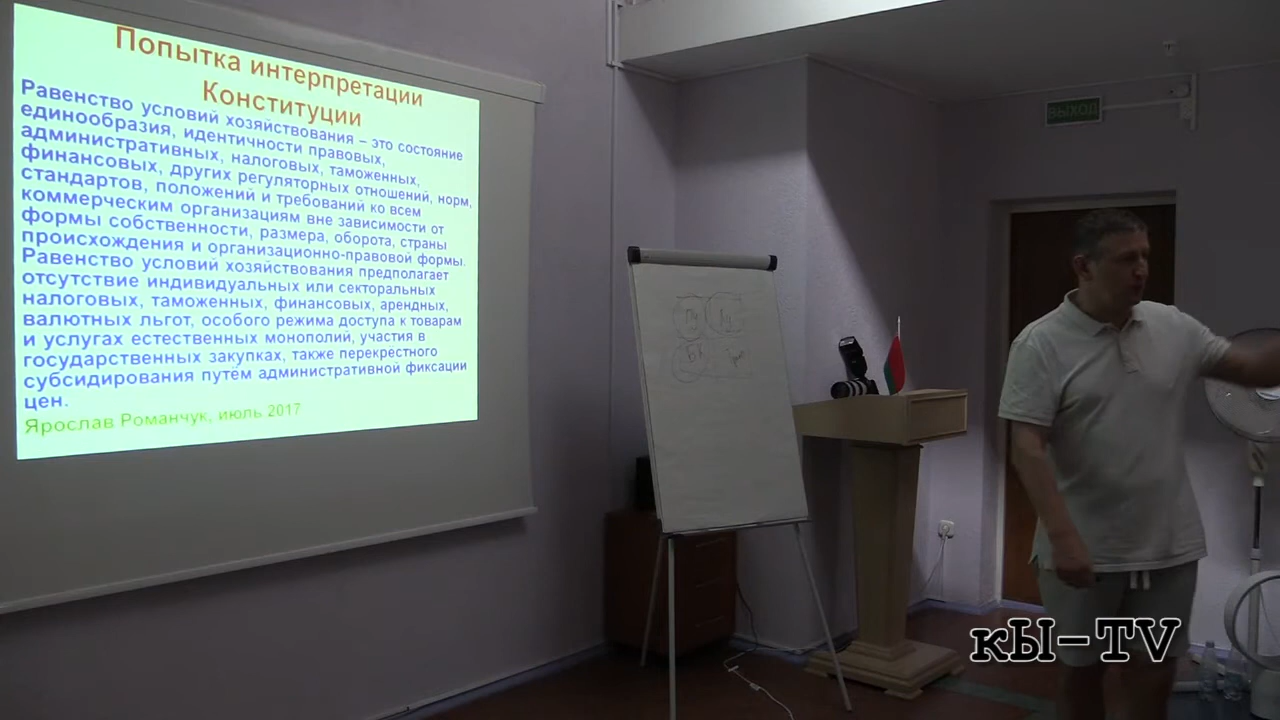 Попытка интерпретации
Конституции
Равенство условий хозяйствования – это состояние
единообразия, идентичности правовых,
административных, налоговых, таможенных,
финансовых, других регуляторных отношений, норм,
стандартов, положений и требований ко всем
коммерческим организациям вне зависимости от
формы собственности, размера, оборота, страны
происхождения и организационно-правовой формы.
Равенство условий хозяйствования предполагает
отсутствие индивидуальных или секторальных
налоговых, таможенных, финансовых, арендных,
валютных льгот, особого режима доступа к товарам
и услугах естественных монополий, участия в
государственных закупках, также перекрестного
субсидирования путём административной фиксации
цен.
Ярослав Романчук, июль 2017
ВЫХОД
кЫ-TV